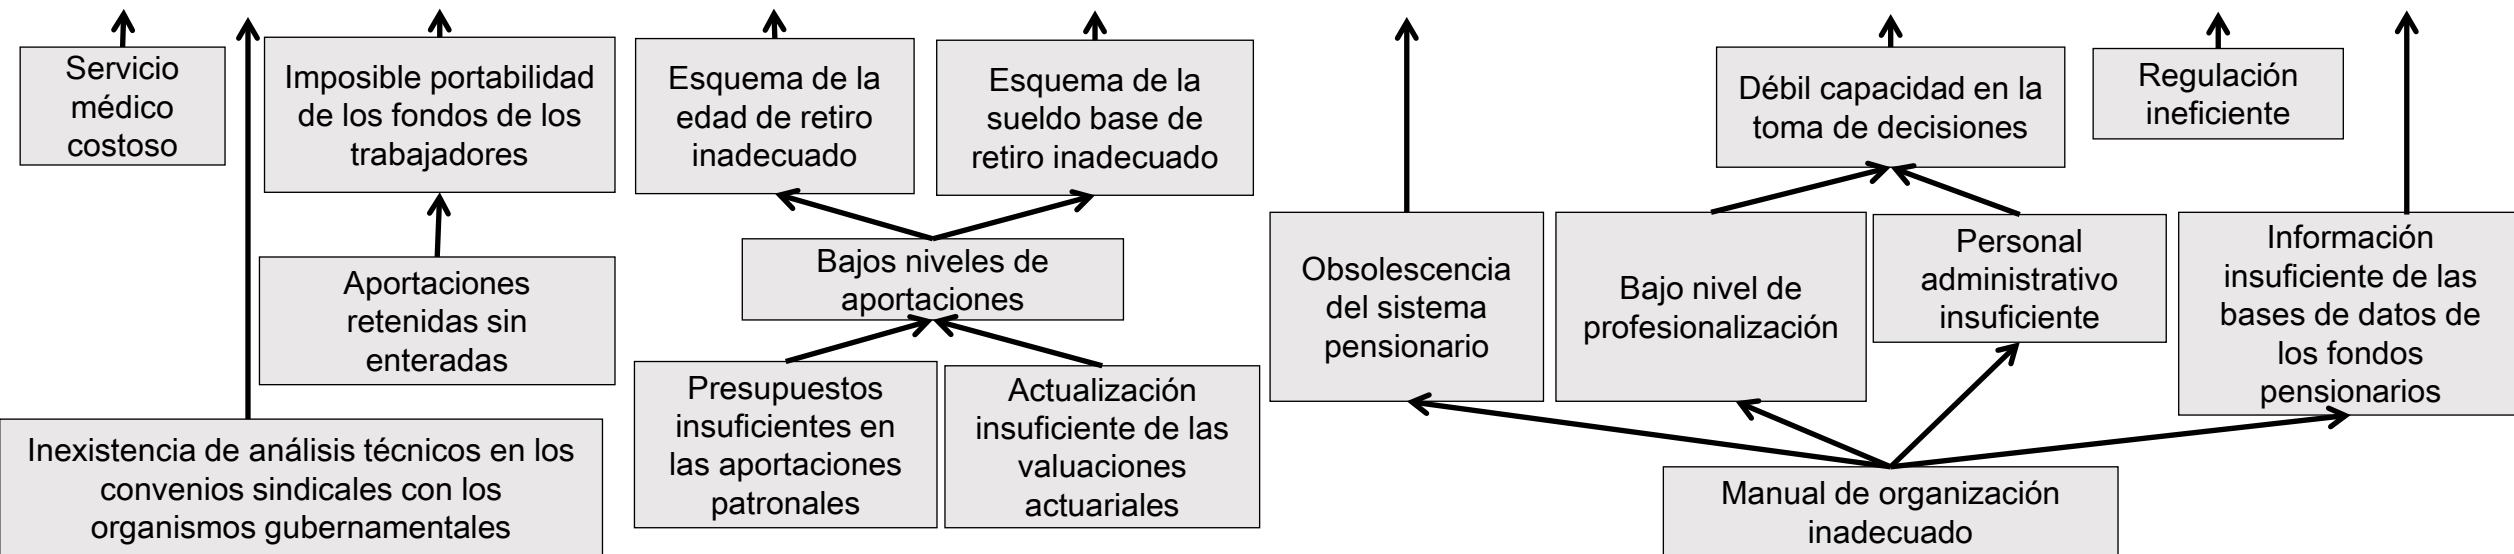 Servicio
médico
costoso
Imposible portabilidad
de los fondos de los
trabajadores
Esquema de la
edad de retiro
inadecuado
Esquema de la
sueldo base de
retiro inadecuado
Débil capacidad en la
toma de decisiones
Regulación
ineficiente
Aportaciones
retenidas sin
enteradas
Bajos niveles de
aportaciones
Obsolescencia
del sistema
pensionario
Bajo nivel de
profesionalización
Personal
administrativo
insuficiente
Información
insuficiente de las
bases de datos de
los fondos
pensionarios
Inexistencia de análisis técnicos en los
convenios sindicales con los
organismos gubernamentales
Presupuestos
insuficientes en
las aportaciones
patronales
Actualización
insuficiente de las
valuaciones
actuariales
Manual de organización
inadecuado